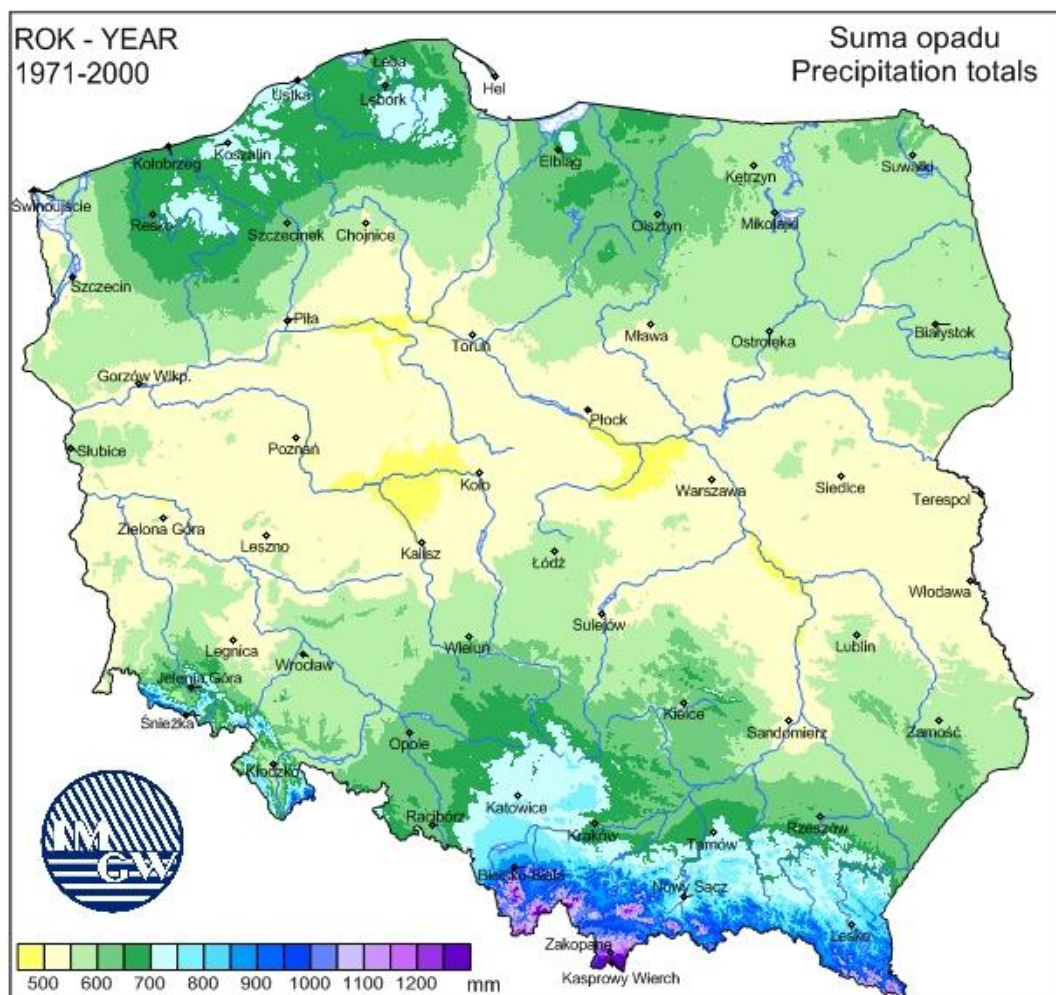 ROK - YEAR
1971-2000
Suma opadu
Precipitation totals
Łeba
Ustka
Lębork
Hel
Koszalin
Kołobrzeg
Elbląg
Suwałki
Kętrzyn
Świnoujście
Resko
Szczecinek
Chojnice
Olsztyn
Mikołajki
Szczecin
Piła
Toruń
Mława
Ostrołęka
Białystok
Gorzów Wlkp.
Płock
Słubice
Poznań
Koło
Warszawa
Siedlce
Terespol
Zielona Góra
Leszno
Kalisz
Łódź
Włodawa
Sulejów
Legnica
Wrocław
Wieluń
Lublin
Jelenia Góra
Śnieżka
Opole
Kielce
Sandomierz
Zamość
Kłodzko
Katowice
Racibórz
Kraków
Tarnów
Rzeszów
Bielsko-Biała
Nowy Sącz
Lesko
Zakopane
Kasprowy Wierch
IMGW
500 600 700 800 900 1000 1100 1200 mm